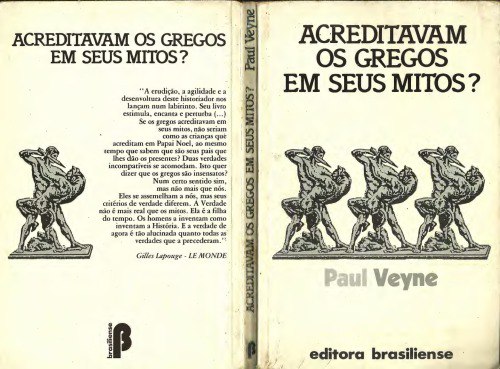 ACREDITAVAM OS GREGOS
EM SEUS MITOS?
"A erudição, a agilidade e a
desenvoltura deste historiador nos
lançam num labirinto. Seu livro
estimula, encanta e perturba (...)
Se os gregos acreditavam em
seus mitos, não seriam
como as crianças que
acreditam em Papai Noel, ao mesmo
tempo que sabem que são seus pais que
lhes dão os presentes? Duas verdades
incompatíveis se acomodam. Isto quer
dizer que os gregos são insensatos?
Num certo sentido sim,
mas não mais que nós.
Eles se assemelham a nós, mas seus
critérios de verdade diferem. A Verdade
não é mais real que os mitos. Ela é a filha
do tempo. Os homens a inventam como
inventam a História. E a verdade de
agora é tão alucinada quanto todas as
verdades que a precederam."
Gilles Lapouge - LE MONDE
brasiliense
ACREDITAVAM OS GREGOS EM SEUS MITOS? Paul Veyne
ACREDITAVAM
OS GREGOS
EM SEUS MITOS?
Paul Veyne
editora brasiliense